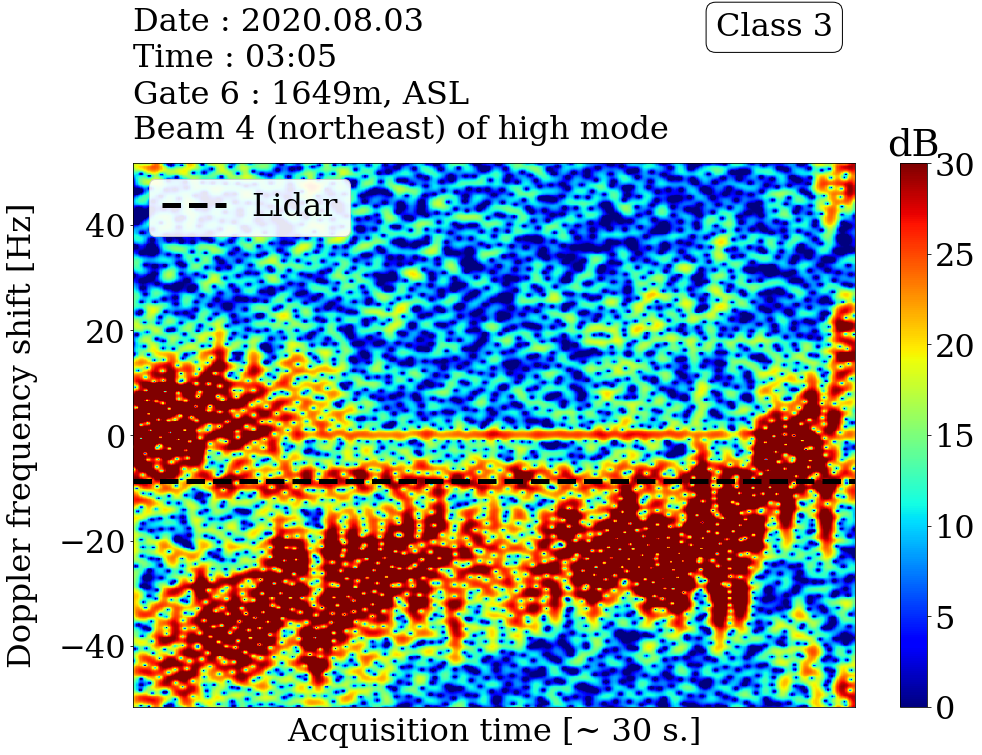 Date : 2020.08.03
Time : 03:05
Gate 6 : 1649m, ASL
Beam 4 (northeast) of high mode
Class 3
dB
Lidar
Doppler frequency shift [Hz]
40
20
0
−20
−40
Acquisition time [~ 30 s.]
30
25
20
15
10
5
0